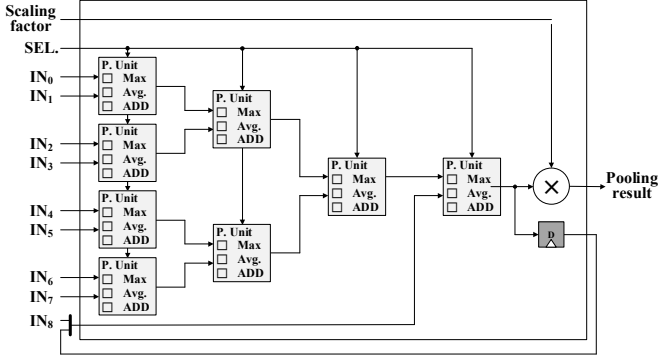 Scaling
factor
SEL.
IN₀
IN₁
IN₂
IN₃
IN₄
IN₅
IN₆
IN₇
IN₈
P. Unit
Max
Avg.
ADD
P. Unit
Max
Avg.
ADD
P. Unit
Max
Avg.
ADD
P. Unit
Max
Avg.
ADD
P. Unit
Max
Avg.
ADD
P. Unit
Max
Avg.
ADD
P. Unit
Max
Avg.
ADD
P. Unit
Max
Avg.
ADD
×
D
Pooling
result